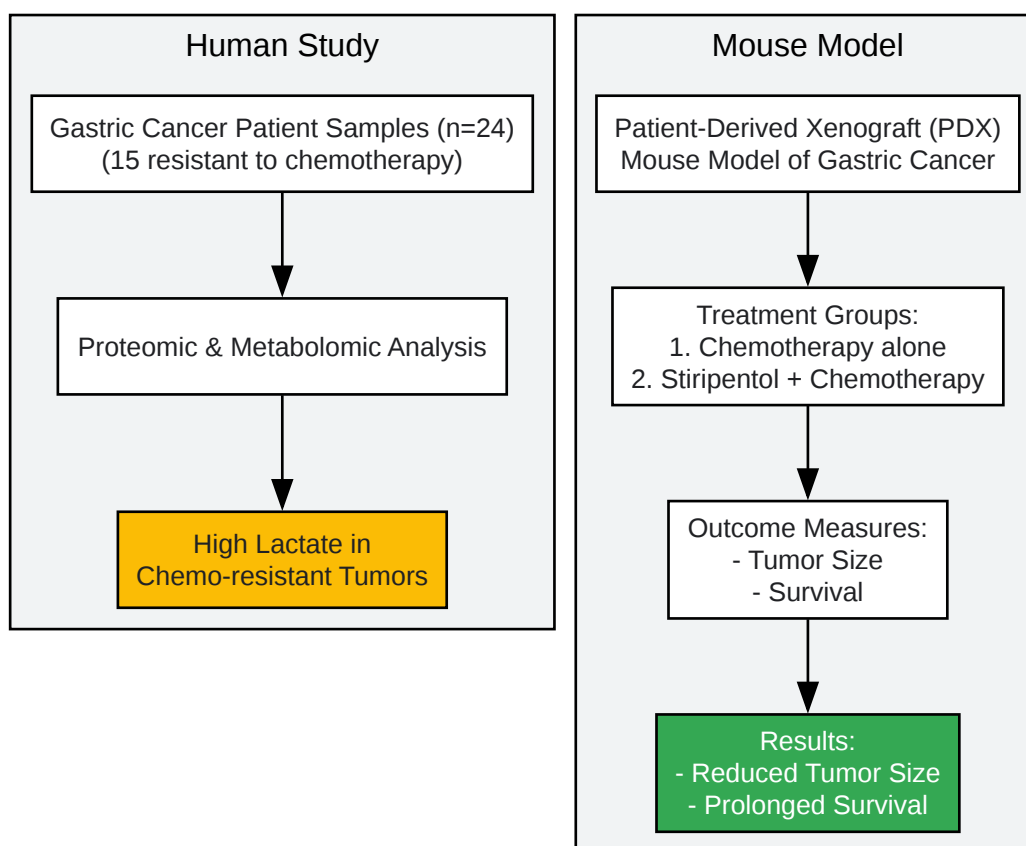 Human Study
Gastric Cancer Patient Samples (n=24)
(15 resistant to chemotherapy)
Proteomic & Metabolomic Analysis
High Lactate in
Chemo-resistant Tumors
Mouse Model
Patient-Derived Xenograft (PDX)
Mouse Model of Gastric Cancer
Treatment Groups:
1. Chemotherapy alone
2. Stiripentol + Chemotherapy
Outcome Measures:
- Tumor Size
- Survival
Results:
- Reduced Tumor Size
- Prolonged Survival